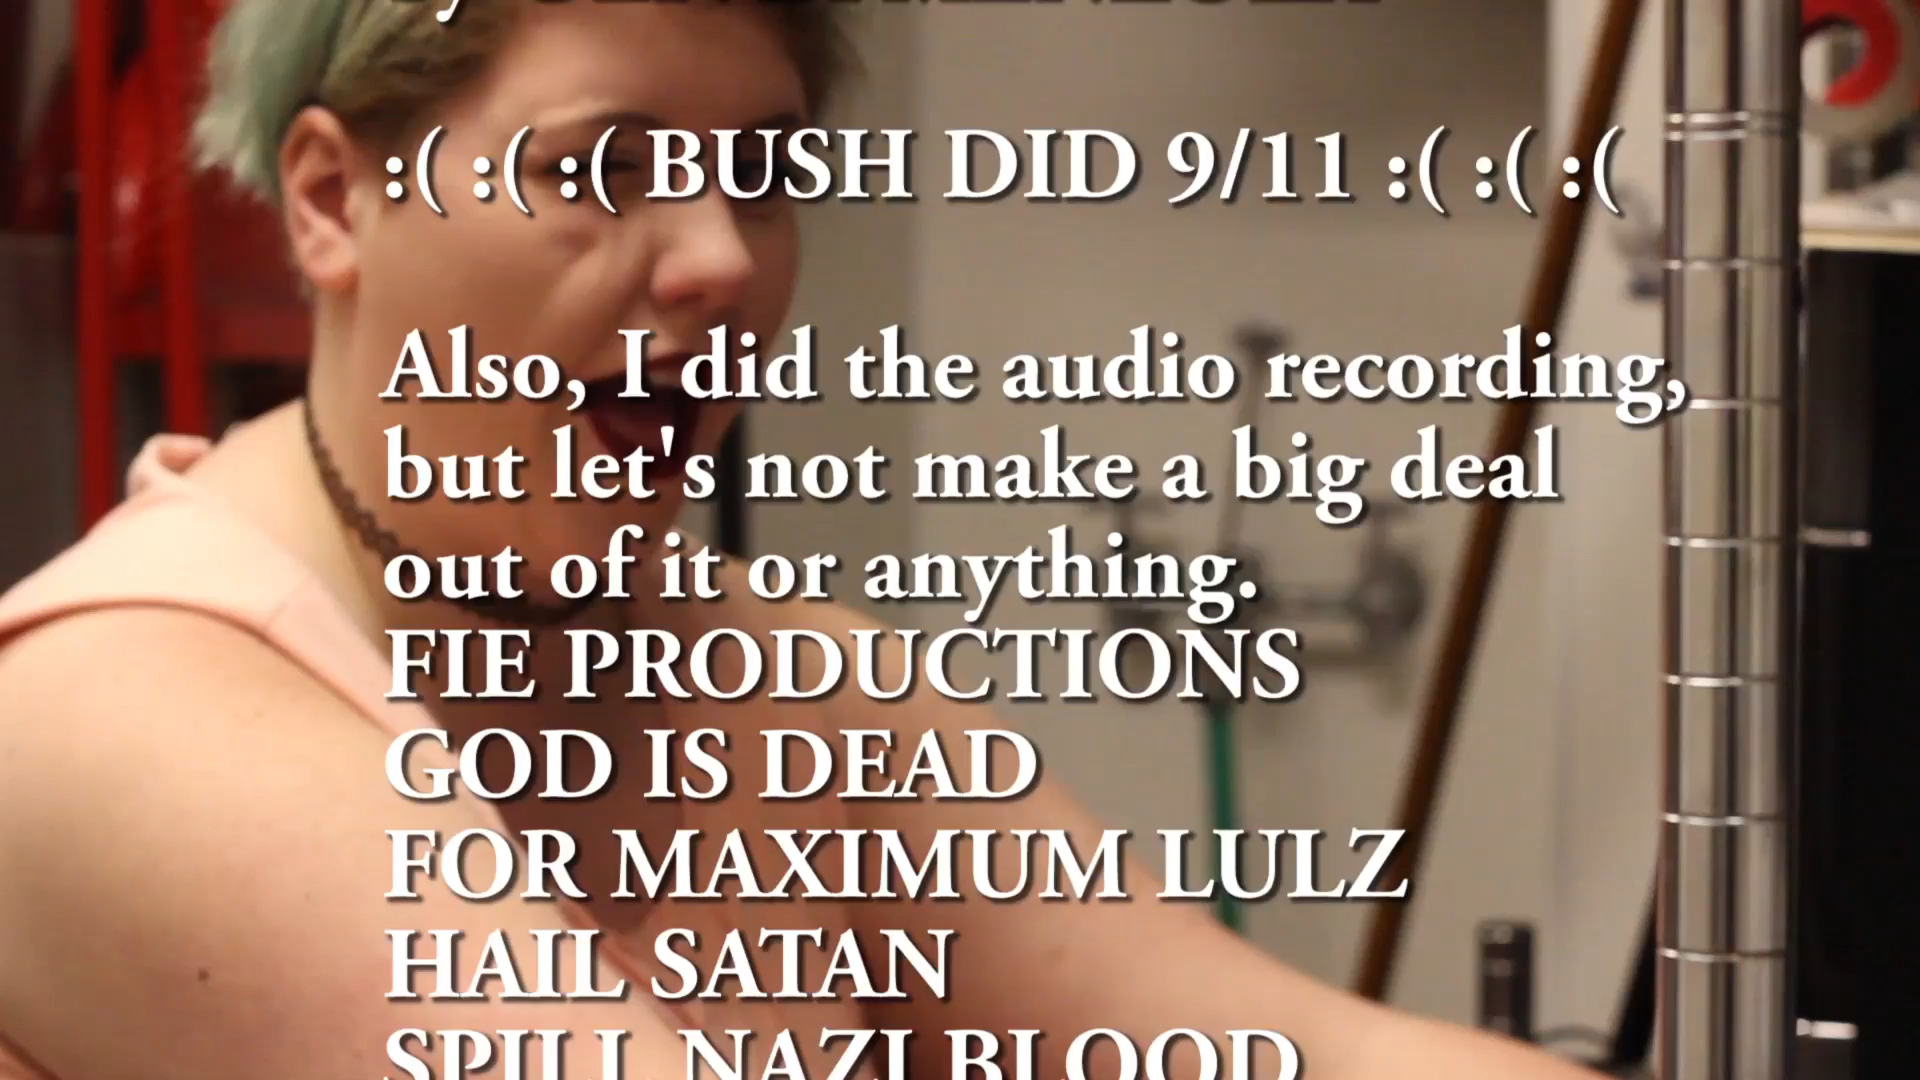 by
:( :( :( BUSH DID 9/11 :( :( :(
Also, I did the audio recording,
but let's not make a big deal
out of it or anything.
FIE PRODUCTIONS
GOD IS DEAD
FOR MAXIMUM LULZ
HAIL SATAN
SPILL NAZI BLOOD